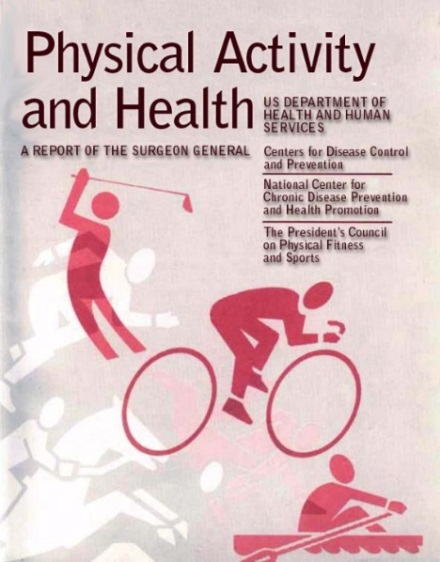 Physical Activity
and Health
A REPORT OF THE SURGEON GENERAL
US DEPARTMENT OF
HEALTH AND HUMAN
SERVICES
Centers for Disease Control
and Prevention
National Center for
Chronic Disease Prevention
and Health Promotion
The President's Council
on Physical Fitness
and Sports